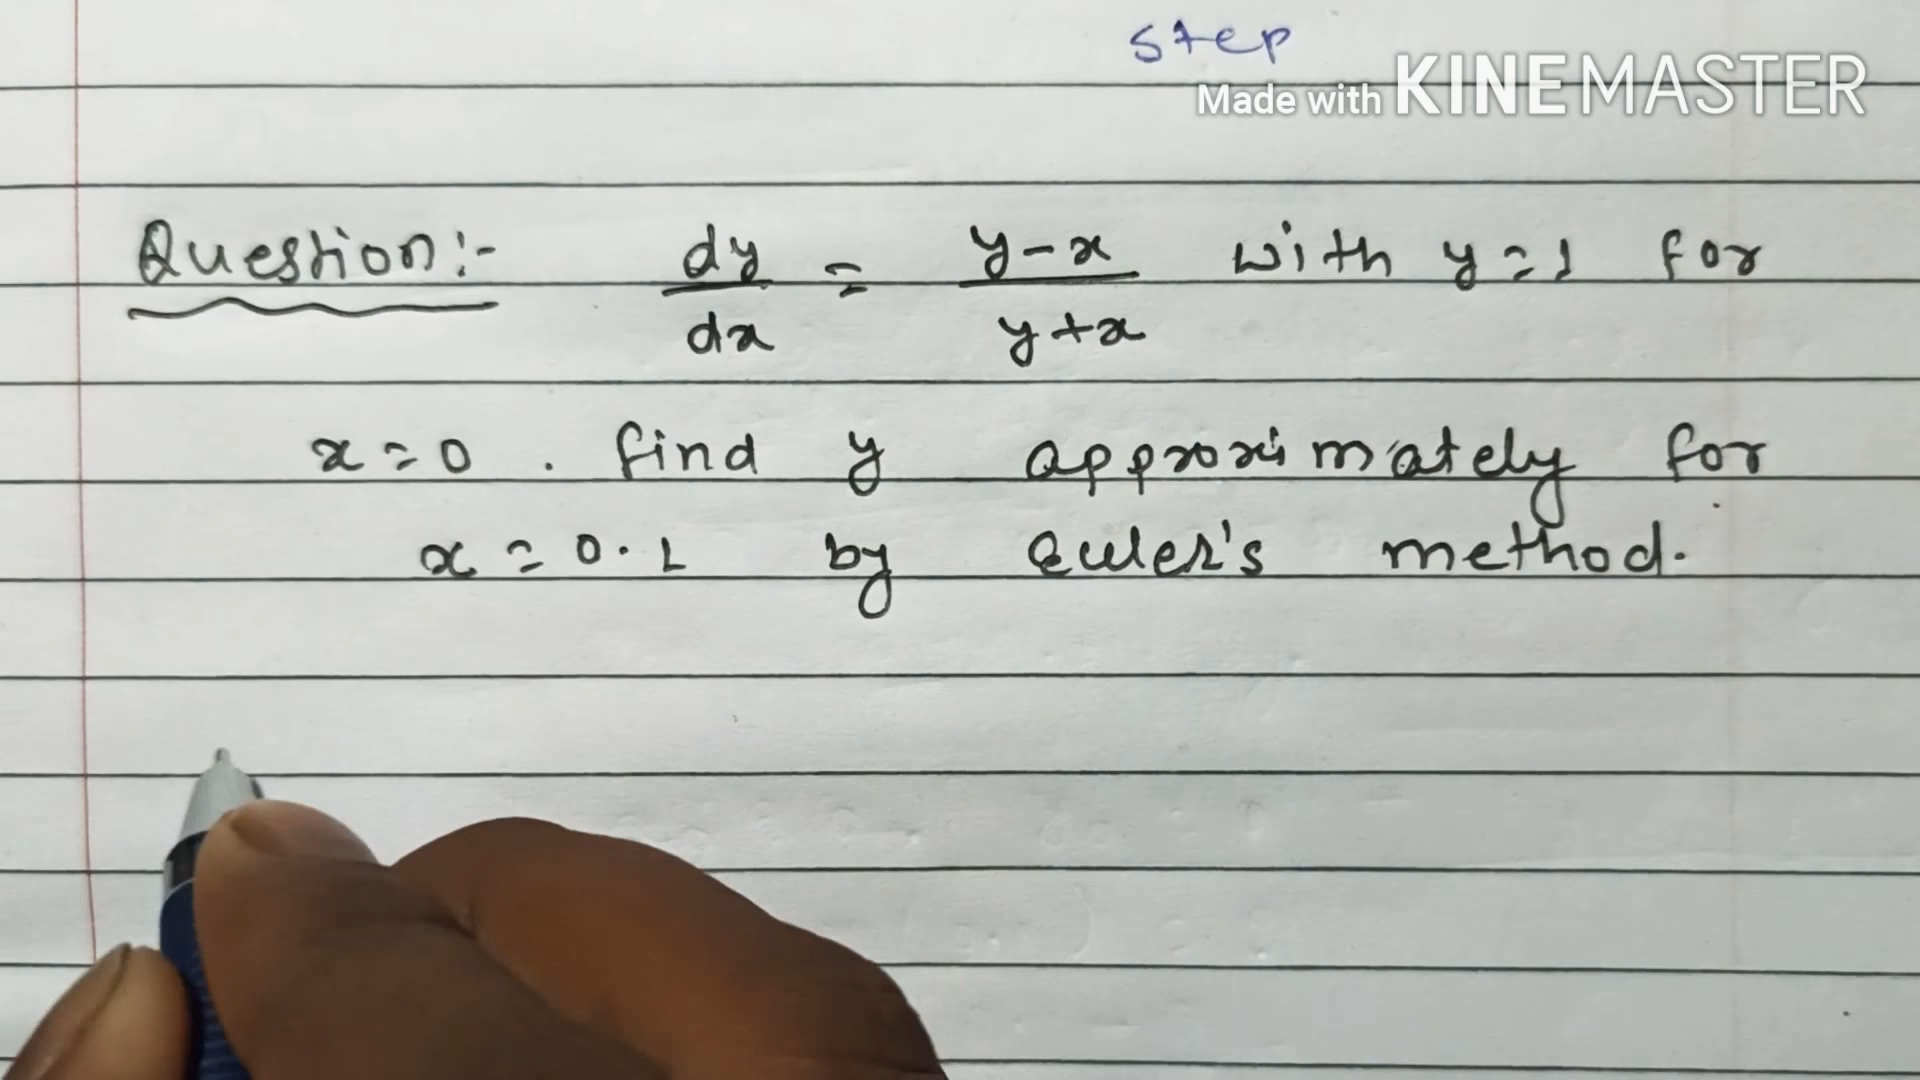 step
Made with KINEMASTER
Question:- dy/dx = y-x/y+x with y=1 for
x=0 . find y approximately for
x=0.1 by Euler's method.